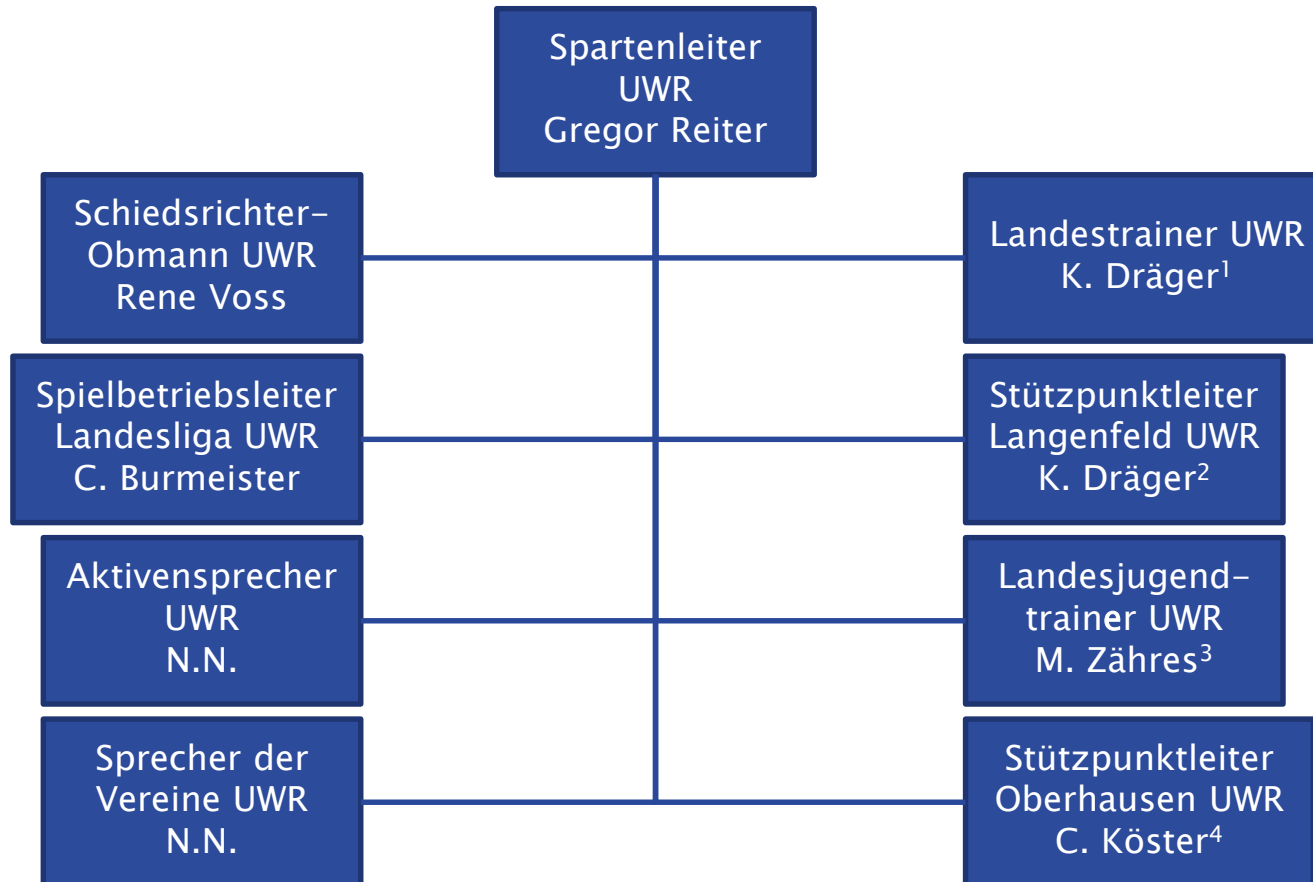 Spartenleiter
UWR
Gregor Reiter
Schiedsrichter-
Obmann UWR
Rene Voss
Landestrainer UWR
K. Dräger¹
Spielbetriebsleiter
Landesliga UWR
C. Burmeister
Stützpunktleiter
Langenfeld UWR
K. Dräger²
Aktivensprecher
UWR
N.N.
Landesjugend-
trainer UWR
M. Zähres³
Sprecher der
Vereine UWR
N.N.
Stützpunktleiter
Oberhausen UWR
C. Köster⁴